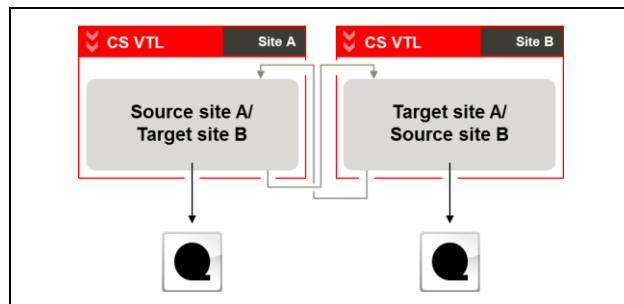 CS VTL
Site A
CS VTL
Site B
Source site A/
Target site B
Target site A/
Source site B